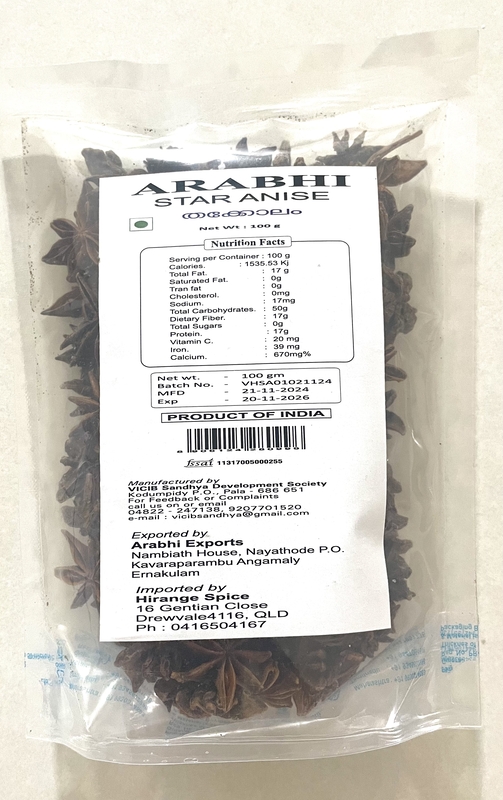 ARABHI
STAR ANISE
തക്കോലം
Net Wt : 100 g
Nutrition Facts
Serving per Container : 100 g
Calories. : 1535.53 Kj
Total Fat. : 17 g
Saturated Fat. : 0g
Tran fat : 0g
Cholesterol. : 0mg
Sodium. : 17mg
Total Carbohydrates. : 50g
Dietary Fiber. : 17g
Total Sugars : 0g
Protein. : 17g
Vitamin C. : 20 mg
Iron. : 39 mg
Calcium. : 670mg%
Net wt. - 100 gm
Batch No. - VHSA01021124
MFD - 21-11-2024
Exp - 20-11-2026
PRODUCT OF INDIA
fssai 11317005000255
Manufactured by
VICIB Sandhya Development Society
Kodumpidy P.O., Pala - 686 651
For Feedback or Complaints
call us on or email
04822 - 247138, 9207701520
e-mail : vicibsandhya@gmail.com
Exported by
Arabhi Exports
Nambiath House, Nayathode P.O.
Kavaraparambu Angamaly
Ernakulam
Imported by
Hirange Spice
16 Gentian Close
Drewvale4116, QLD
Ph : 0416504167